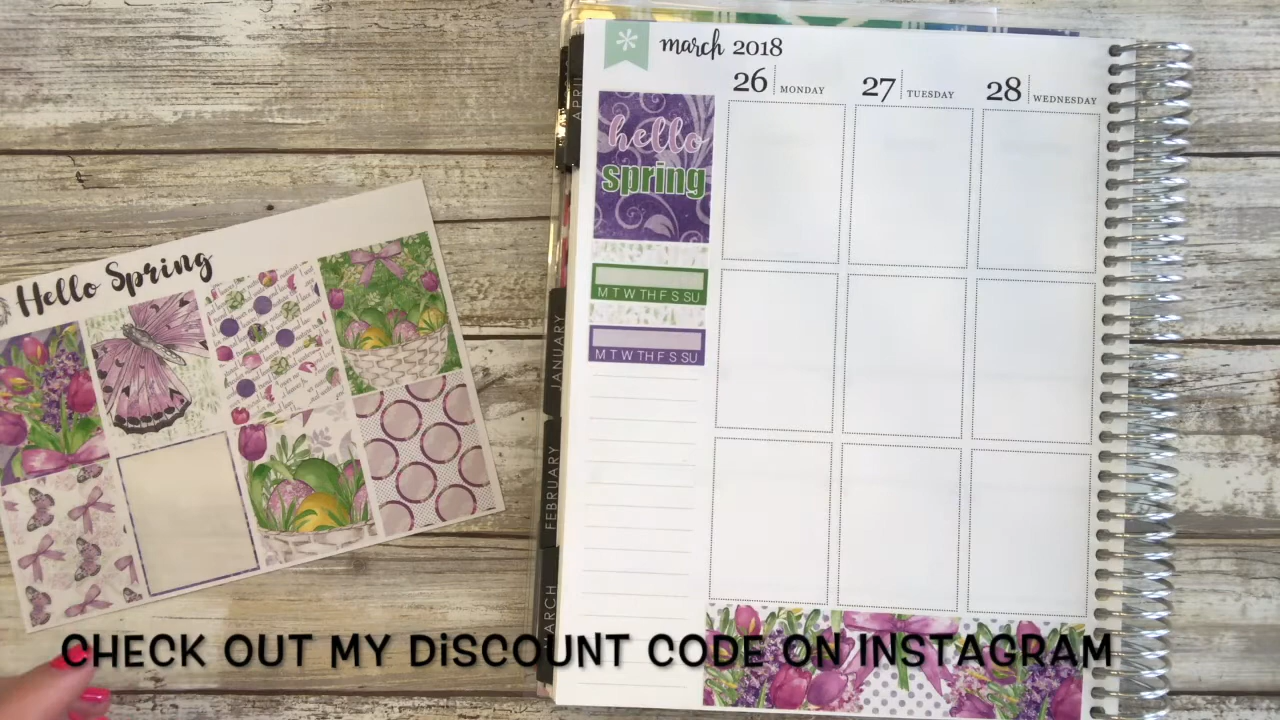 march 2018
26 MONDAY
27 TUESDAY
28 WEDNESDAY
hello
spring
M T W TH F S SU
M T W TH F S SU
Hello Spring
APRIL
JANUARY
FEBRUARY
MARCH
CHECK OUT MY DISCOUNT CODE ON INSTAGRAM